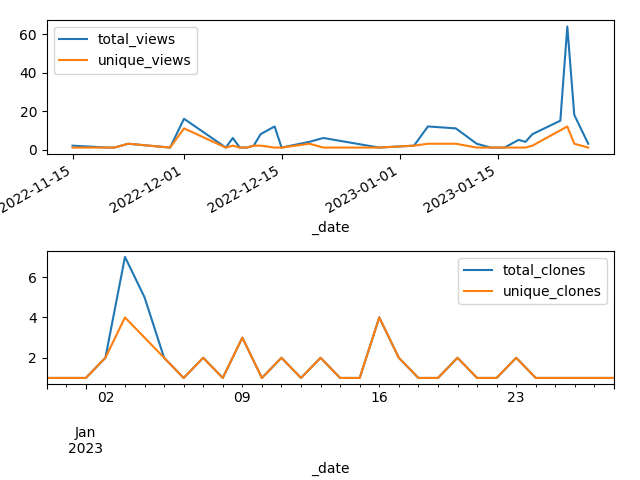 total_views
unique_views
60
40
20
0
2022-11-15
2022-12-01
2022-12-15
2023-01-01
2023-01-15
_date
total_clones
unique_clones
6
4
2
02
09
16
23
Jan
2023
_date